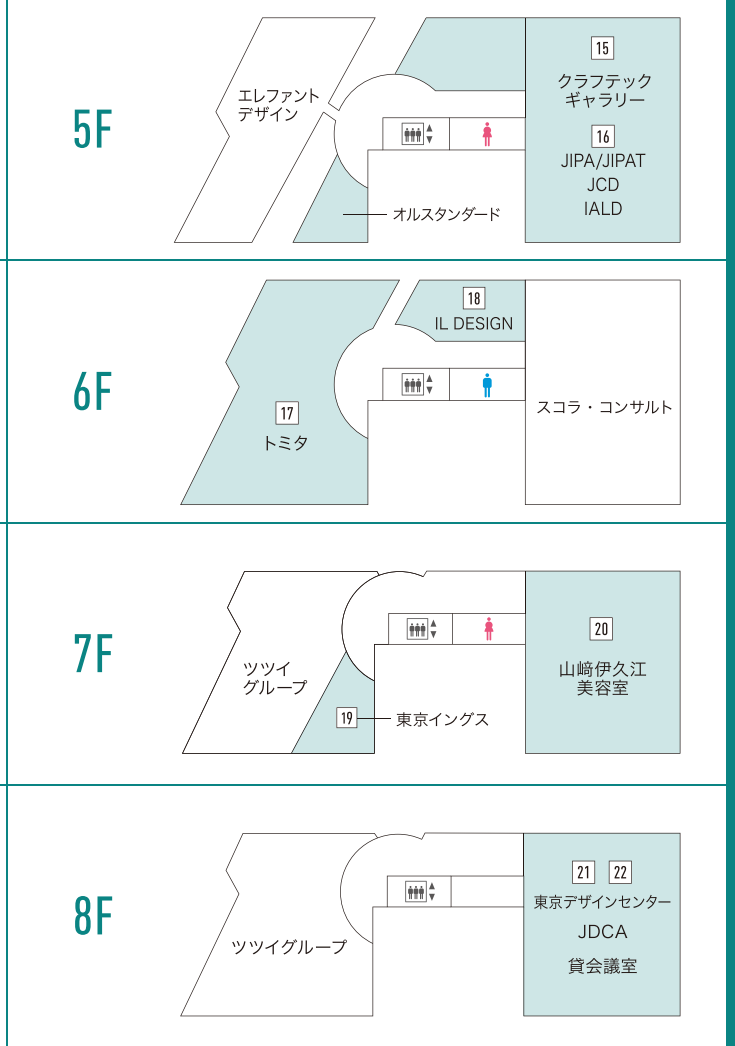 5F
エレファント
デザイン
オルスタンダード
15
クラフテック
ギャラリー
16
JIPA/JIPAT
JCD
IALD
6F
17
トミタ
18
IL DESIGN
スコラ・コンサルト
7F
ツツイ
グループ
19
東京イングス
20
山﨑伊久江
美容室
8F
ツツイグループ
21 22
東京デザインセンター
JDCA
貸会議室